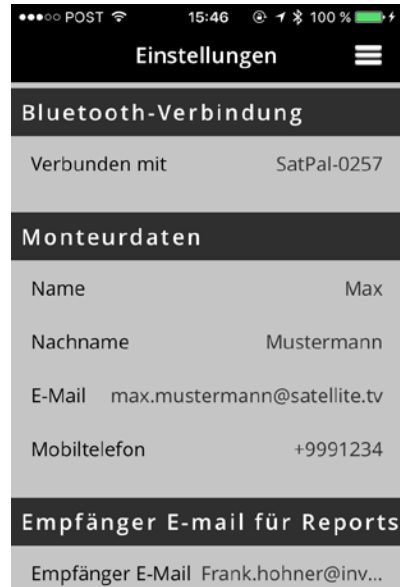 POST 15:46 100 %
Einstellungen
Bluetooth-Verbindung
Verbunden mit SatPal-0257
Monteurdaten
Name Max
Nachname Mustermann
E-Mail max.mustermann@satellite.tv
Mobiltelefon +9991234
Empfänger E-mail für Reports
Empfänger E-Mail Frank.hohner@inv...